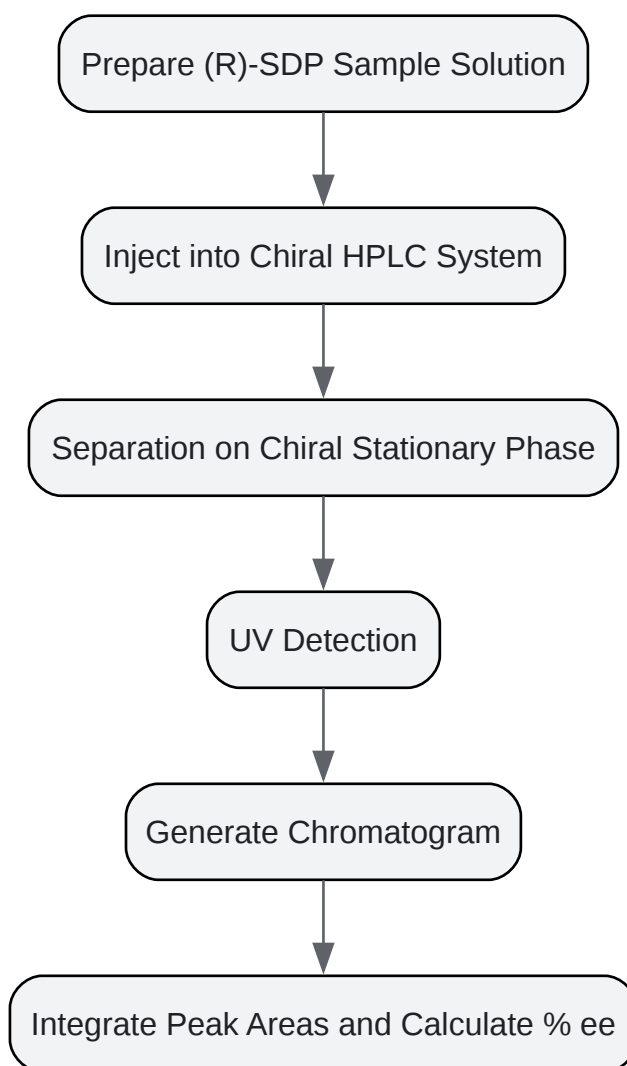 Prepare (R)-SDP Sample Solution
Inject into Chiral HPLC System
Separation on Chiral Stationary Phase
UV Detection
Generate Chromatogram
Integrate Peak Areas and Calculate % ee